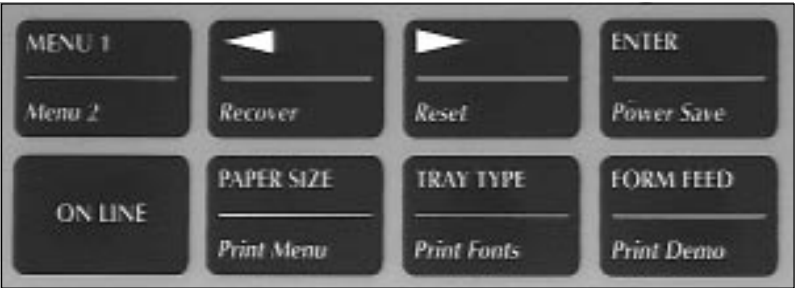 MENU 1
Menu 2
◀
Recover
▶
Reset
ENTER
Power Save
ON LINE
PAPER SIZE
Print Menu
TRAY TYPE
Print Fonts
FORM FEED
Print Demo